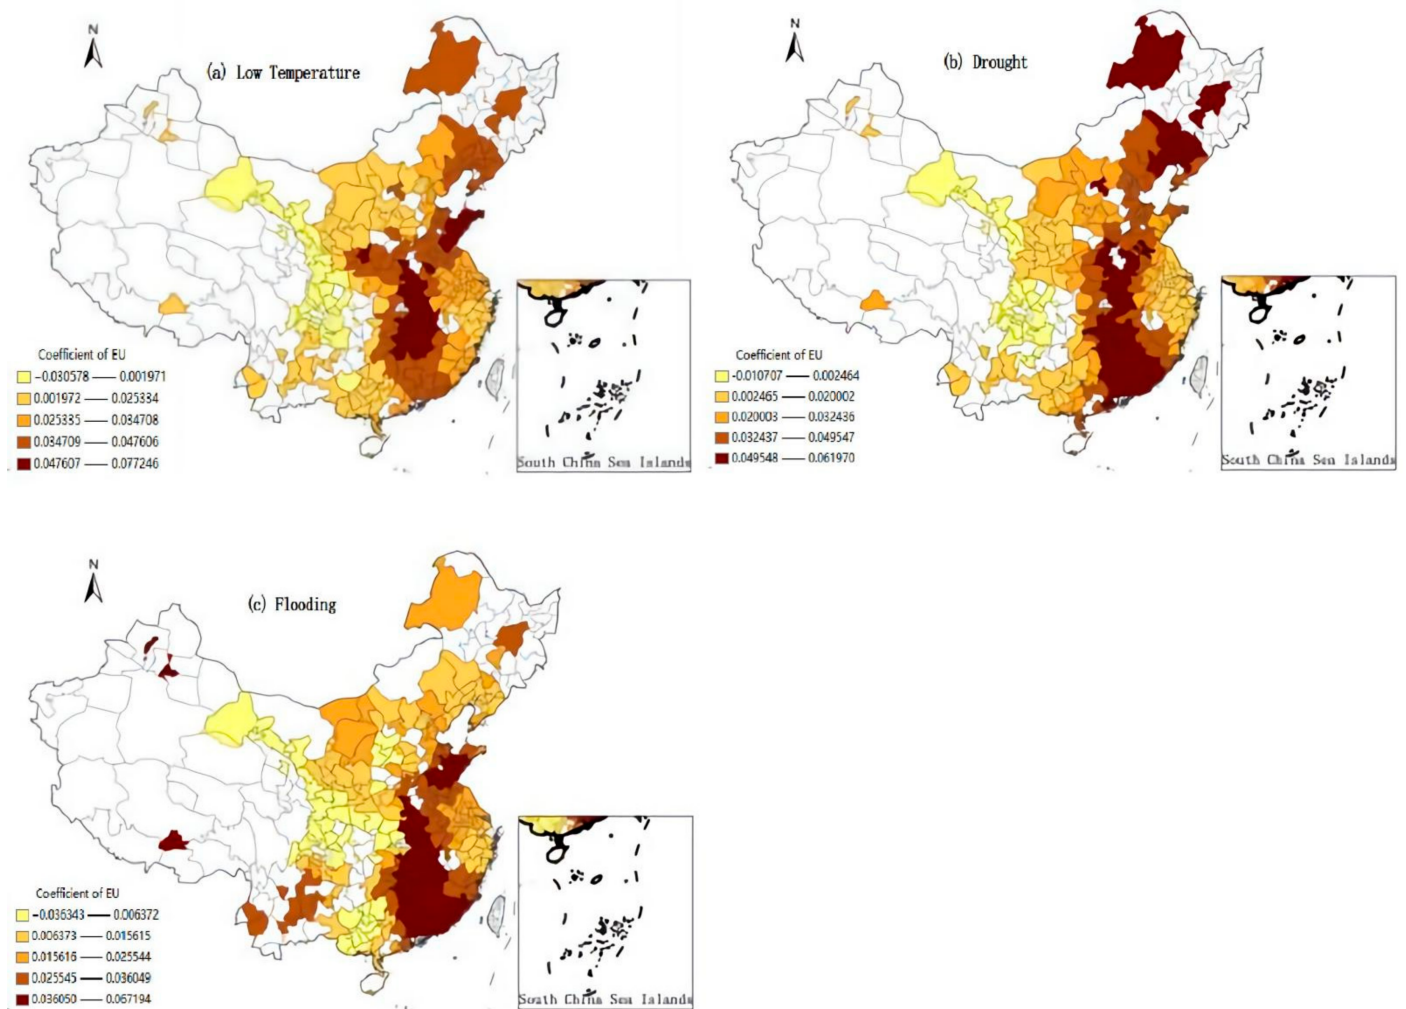 N
(a) Low Temperature
Coefficient of EU
-0.030578 —— 0.001971
0.001972 —— 0.025334
0.025335 —— 0.034708
0.034709 —— 0.047606
0.047607 —— 0.077246
South China Sea Islands
N
(b) Drought
Coefficient of EU
-0.010707 —— 0.002464
0.002465 —— 0.020002
0.020003 —— 0.032436
0.032437 —— 0.049547
0.049548 —— 0.061970
South China Sea Islands
N
(c) Flooding
Coefficient of EU
-0.036343 —— 0.006372
0.006373 —— 0.015615
0.015616 —— 0.025544
0.025545 —— 0.036049
0.036050 —— 0.067194
South China Sea Islands